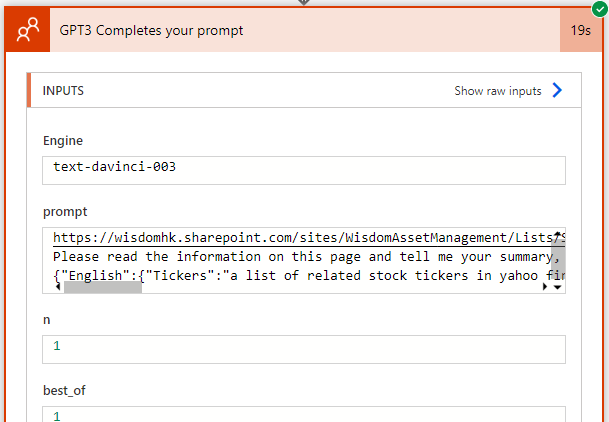 GPT3 Completes your prompt
19s
INPUTS
Show raw inputs
Engine
text-davinci-003
prompt
https://wisdomhk.sharepoint.com/sites/WisdomAssetManagement/Lists/S
Please read the information on this page and tell me your summary,
{"English":{"Tickers":"a list of related stock tickers in yahoo fin
n
1
best_of
1